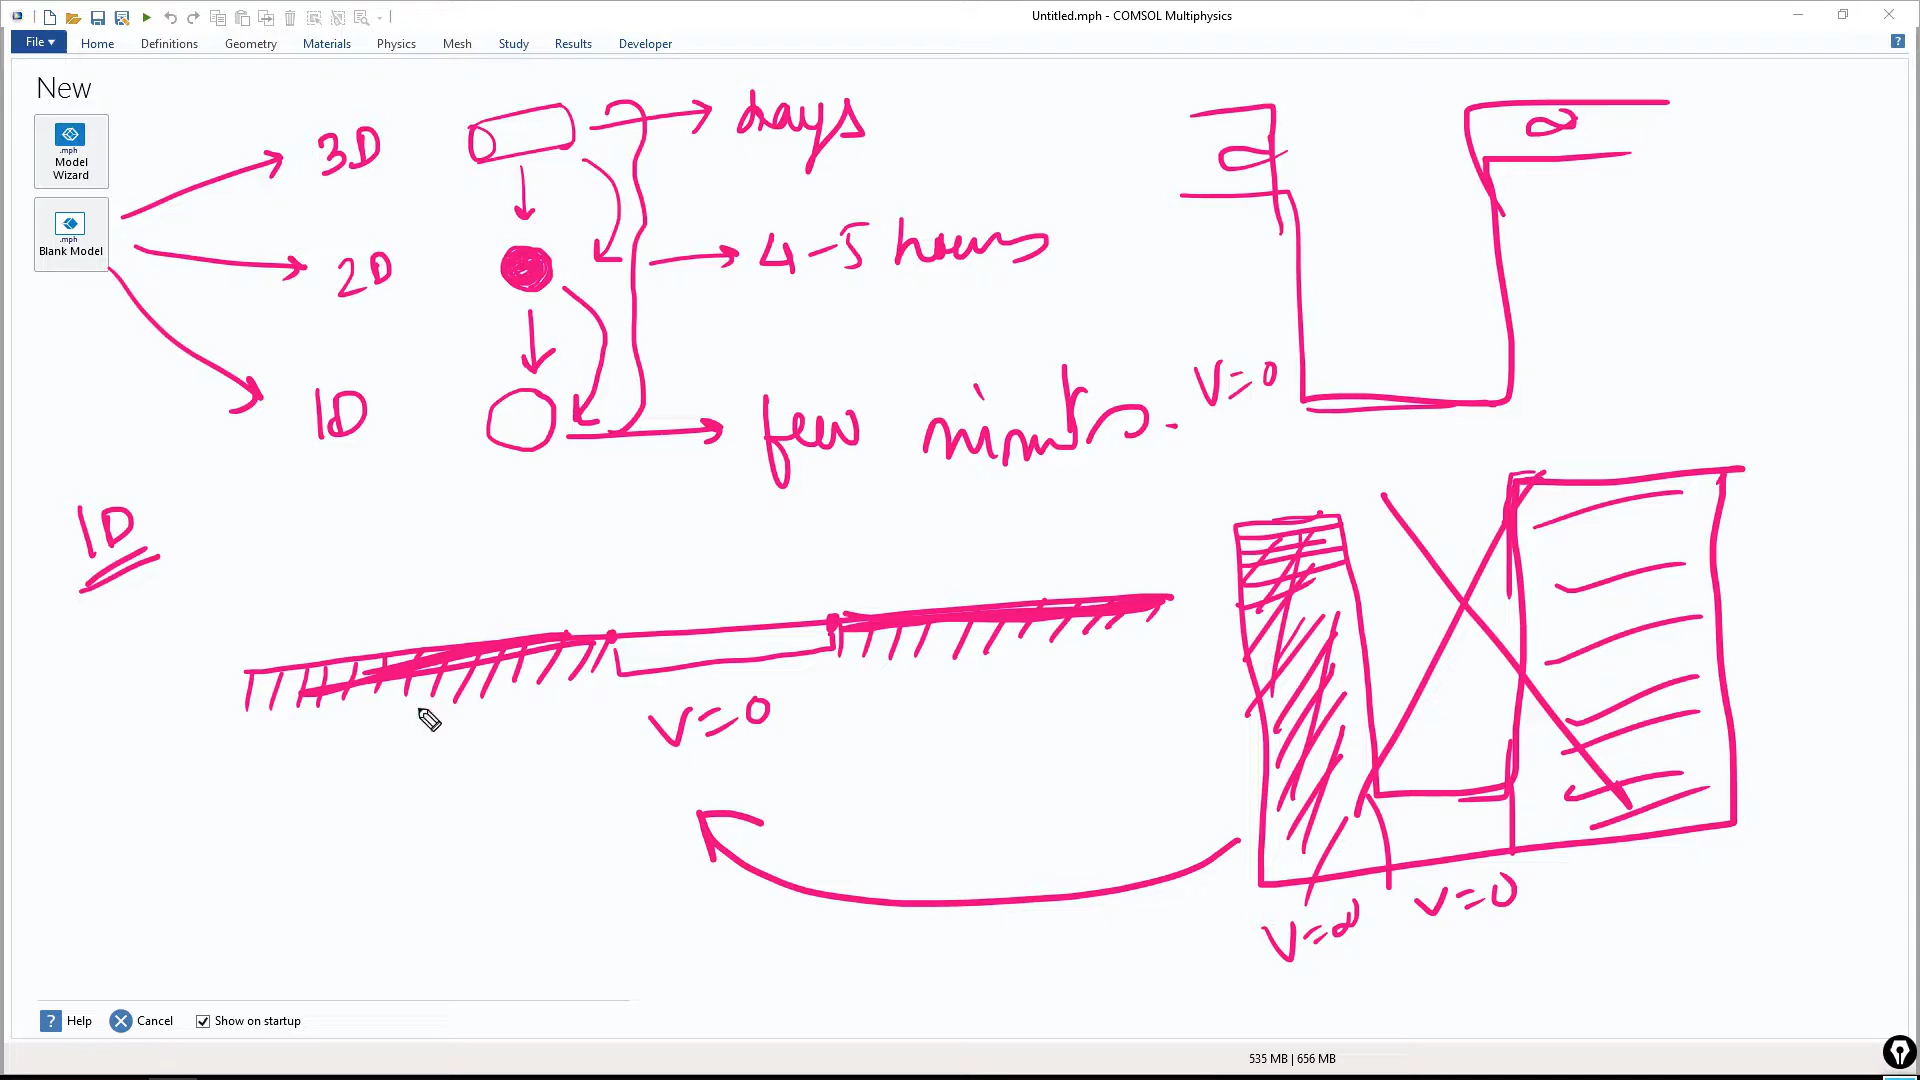 Untitled.mph - COMSOL Multiphysics
File
Home
Definitions
Geometry
Materials
Physics
Mesh
Study
Results
Developer
?
New
.mph
Model
Wizard
.mph
Blank Model
3D
days
∞
2D
4-5 hours
1D
few
V=0
1D
V=0
V=∞
V=0
? Help
Cancel
Show on startup
535 MB | 656 MB